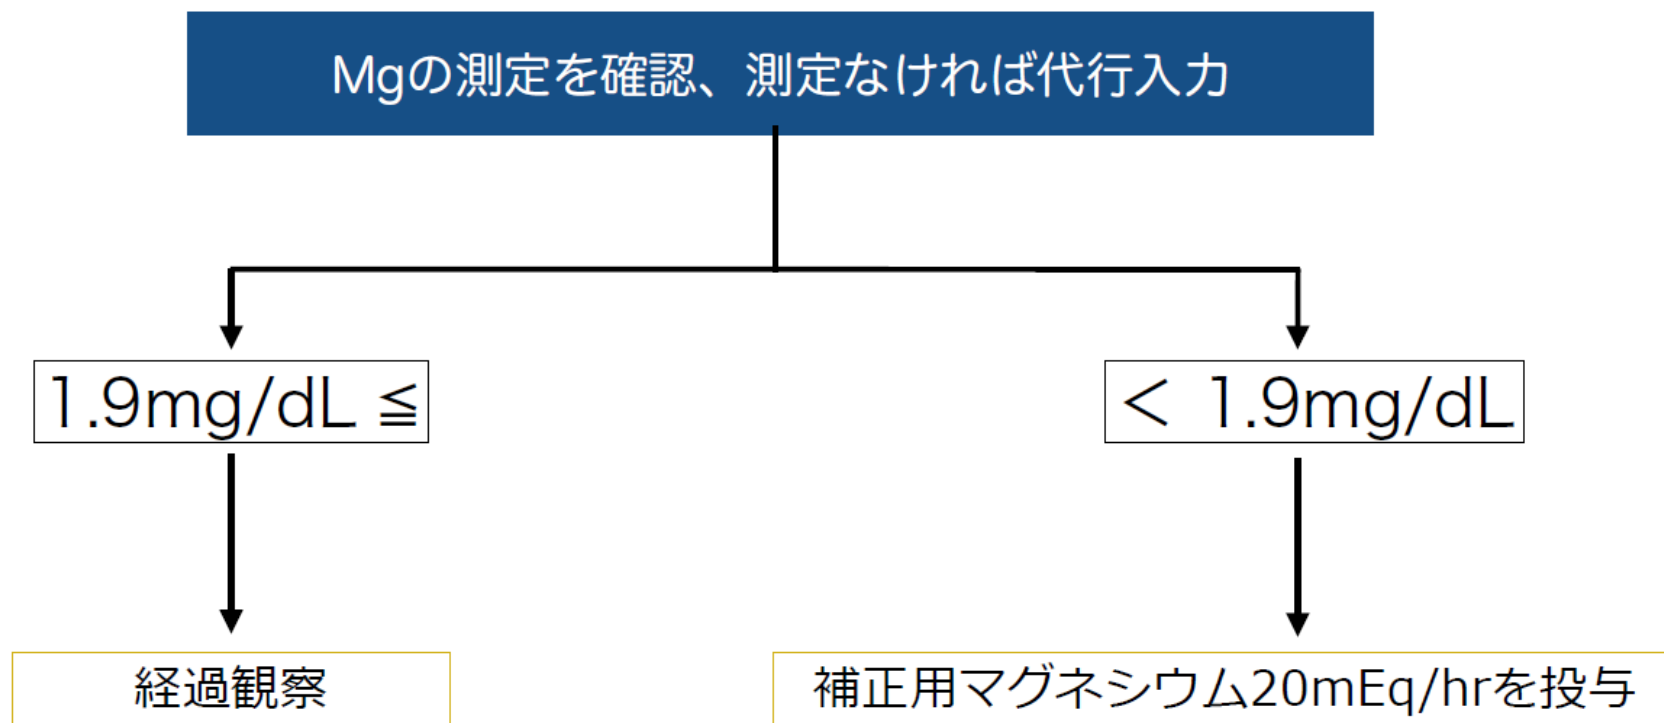 Mgの測定を確認、測定なければ代行入力
1.9mg/dL ≦
< 1.9mg/dL
経過観察
補正用マグネシウム20mEq/hrを投与